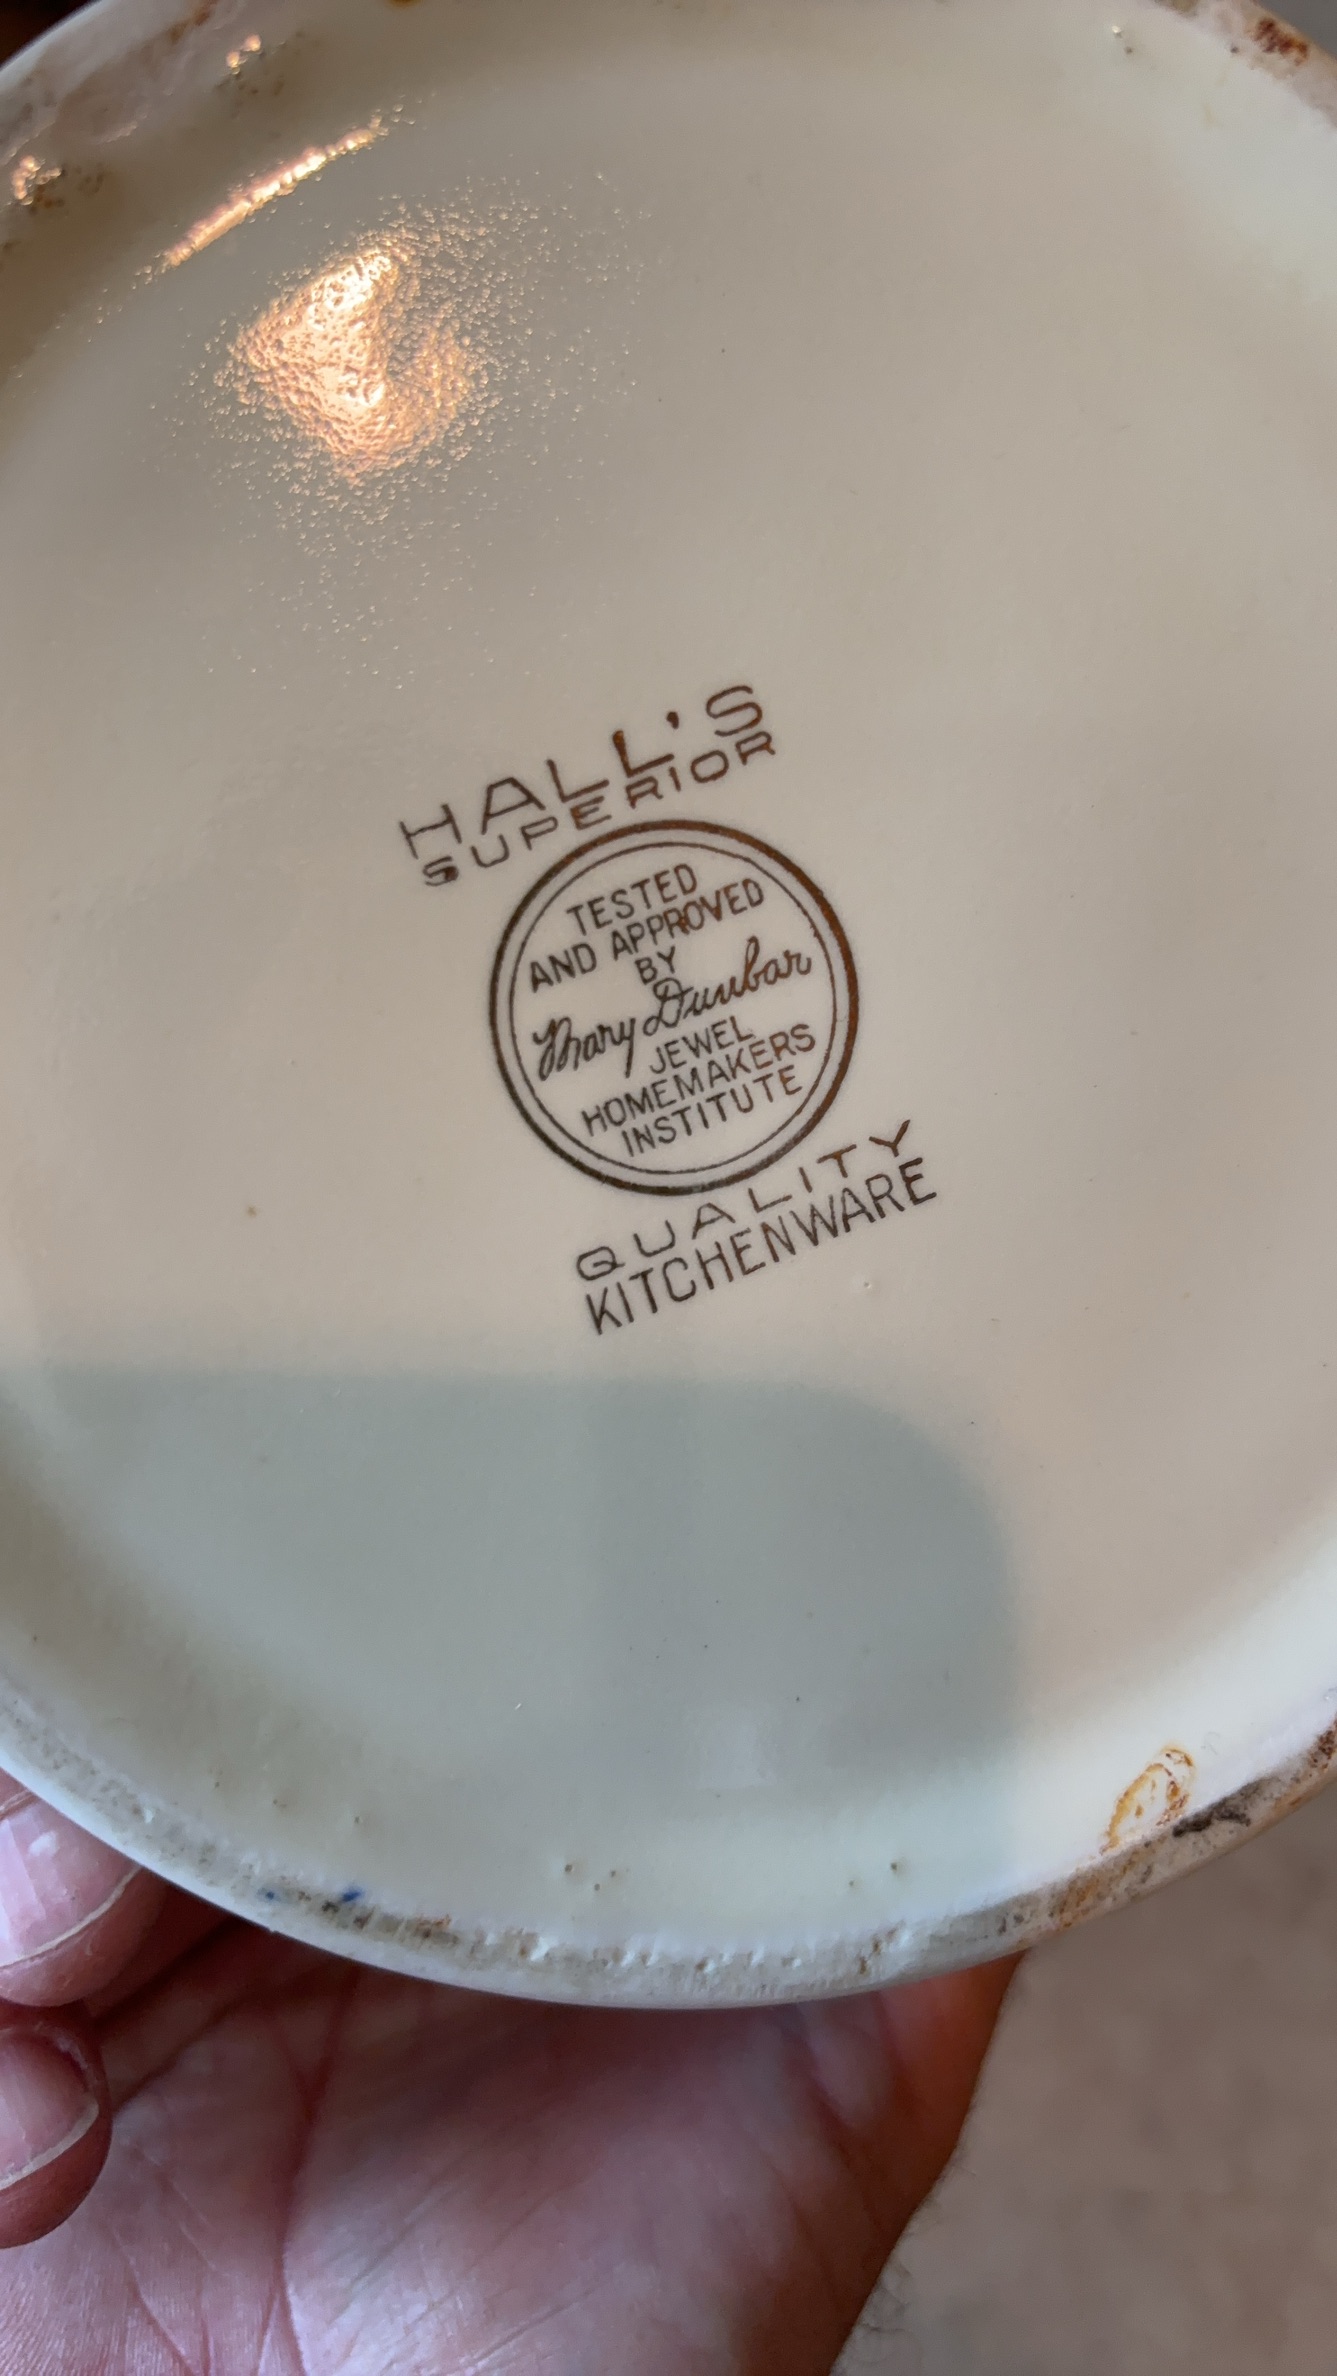 HALL'S
SUPERIOR
TESTED
AND APPROVED
BY
Mary Dunbar
JEWEL
HOMEMAKERS
INSTITUTE
QUALITY
KITCHENWARE